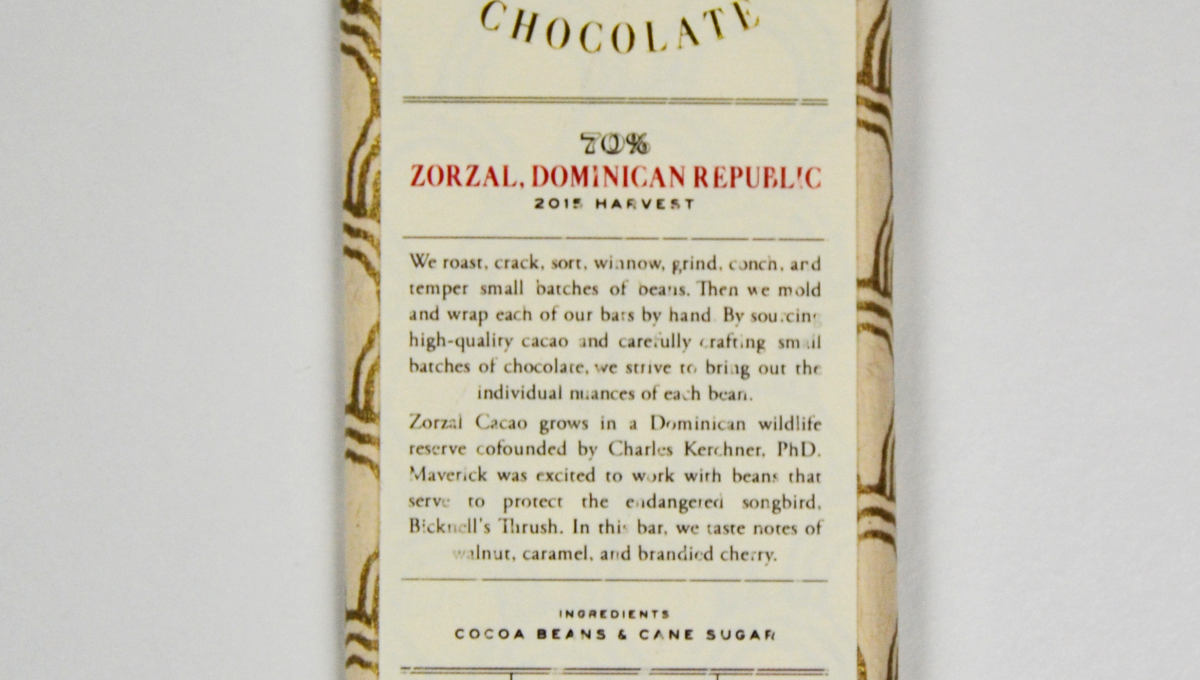 CHOCOLATE
70%
ZORZAL, DOMINICAN REPUBLIC
2015 HARVEST
We roast, crack, sort, winnow, grind, conch, and
temper small batches of beans. Then we mold
and wrap each of our bars by hand. By sourcing
high-quality cacao and carefully crafting small
batches of chocolate, we strive to bring out the
individual nuances of each bean.
Zorzal Cacao grows in a Dominican wildlife
reserve cofounded by Charles Kerchner, PhD.
Maverick was excited to work with beans that
serve to protect the endangered songbird,
Bicknell's Thrush. In this bar, we taste notes of
walnut, caramel, and brandied cherry.
INGREDIENTS
COCOA BEANS & CANE SUGAR